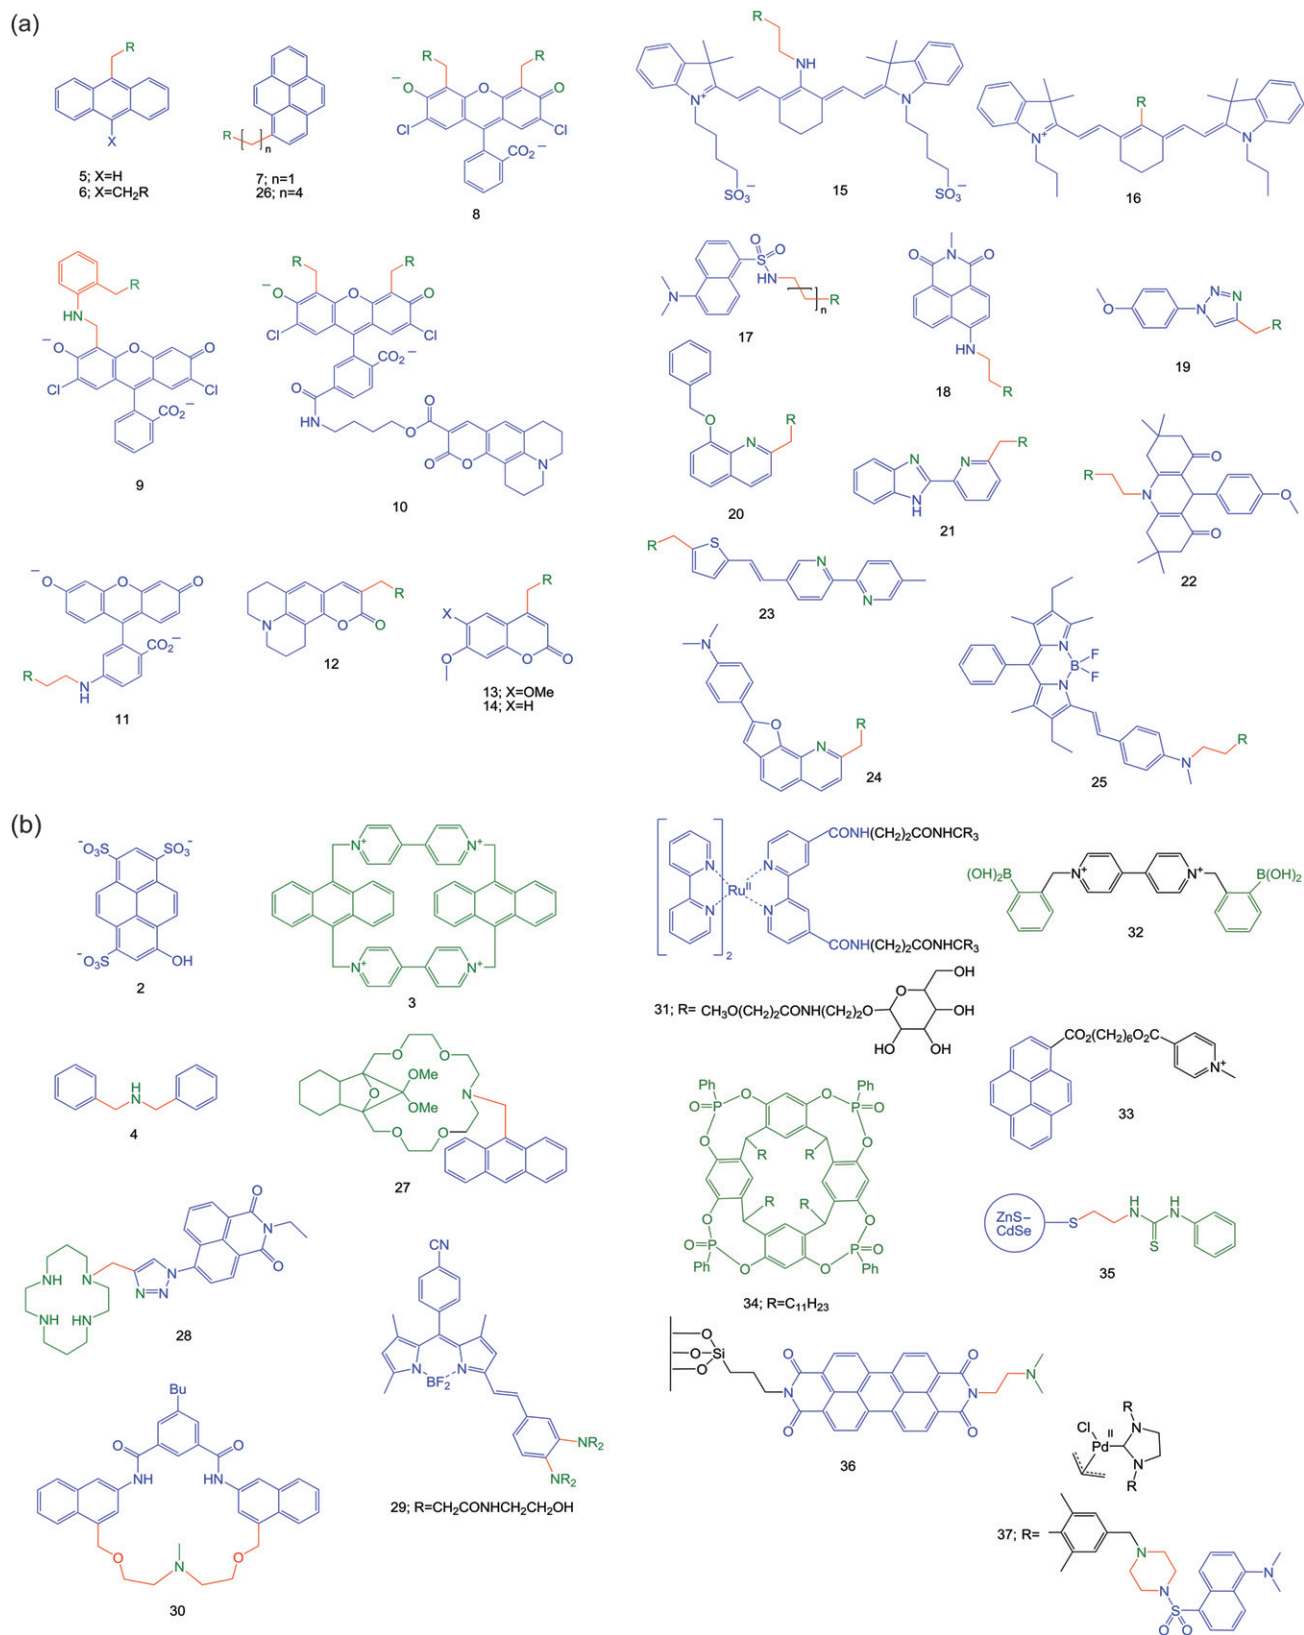 (a)
R
X
5; X=H
6; X=CH₂R
R
n
7; n=1
26; n=4
R
R
−O
O
O
Cl
Cl
CO₂−
8
R
NH
N+
N
SO₃−
SO₃−
15
R
N+
N
16
R
HN
−O
O
O
Cl
Cl
CO₂−
9
R
R
−O
O
O
Cl
Cl
CO₂−
O
HN
O
O
O
O
N
10
O
O
S
N
HN
n
R
17
N
O
O
HN
R
18
O
N
N
N
R
19
O
N
R
20
N
N
H
N
R
21
O
R
N
O
O
22
−O
O
O
CO₂−
R
N
H
11
N
O
O
R
12
R
X
O
O
O
13; X=OMe
14; X=H
R
S
N
N
23
N
O
N
R
24
N
N
B
F
F
N
R
25
(b)
−O₃S
SO₃−
−O₃S
OH
2
N+
N+
N+
N+
3
N
N
N
N
Ru
II
2
CONH(CH₂)₂CONHCR₃
CONH(CH₂)₂CONHCR₃
31; R=
CH₃O(CH₂)₂CONH(CH₂)₂O
O
OH
OH
OH
HO
(OH)₂B
B(OH)₂
N+
N+
32
H
N
4
O
O
O
OMe
OMe
N
O
O
27
CO₂(CH₂)₆O₂C
N+
33
Ph
Ph
P
O
O
O
O
P
O
R
R
R
R
O
O
O
P
O
O
P
O
Ph
Ph
34; R=C₁₁H₂₃
ZnS−
CdSe
S
H
N
H
N
S
35
NH
N
NH
HN
N
N
N
O
N
O
28
CN
N
N
BF₂
NR₂
NR₂
29; R=CH₂CONHCH₂CH₂OH
O
O
O
Si
O
O
N
N
O
O
N
36
Bu
O
O
NH
HN
O
N
O
30
R
Cl
II
Pd
N
N
R
37; R=
N
N
S
O
O
N